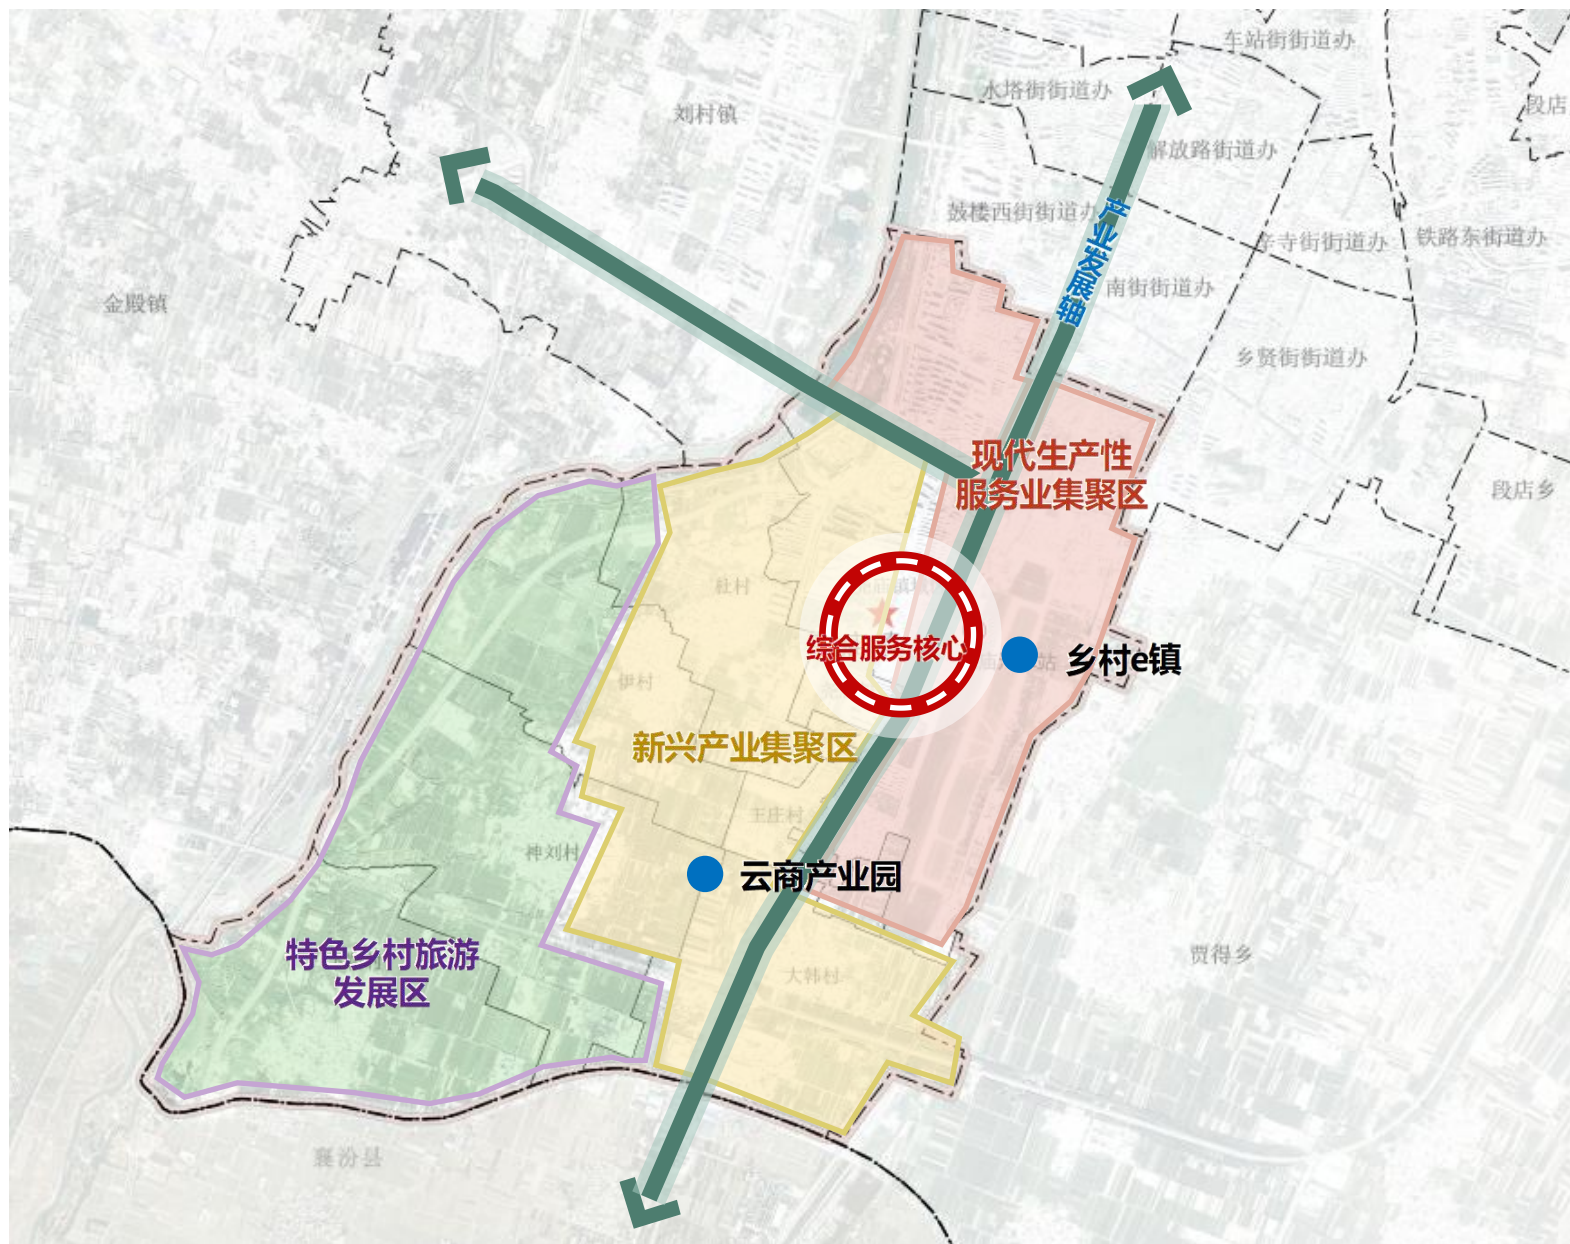 车站街街道办
水塔街街道办
段店
刘村镇
解放路街道办
鼓楼西街街道办
产业发展轴
辛寺街街道办
铁路东街道办
南街街道办
金殿镇
乡贤街街道办
现代生产性
服务业集聚区
段店乡
杜村
综合服务核心
站
乡村e镇
伊村
新兴产业集聚区
王庄村
神刘村
云商产业园
特色乡村旅游
发展区
大韩村
贾得乡
襄汾县